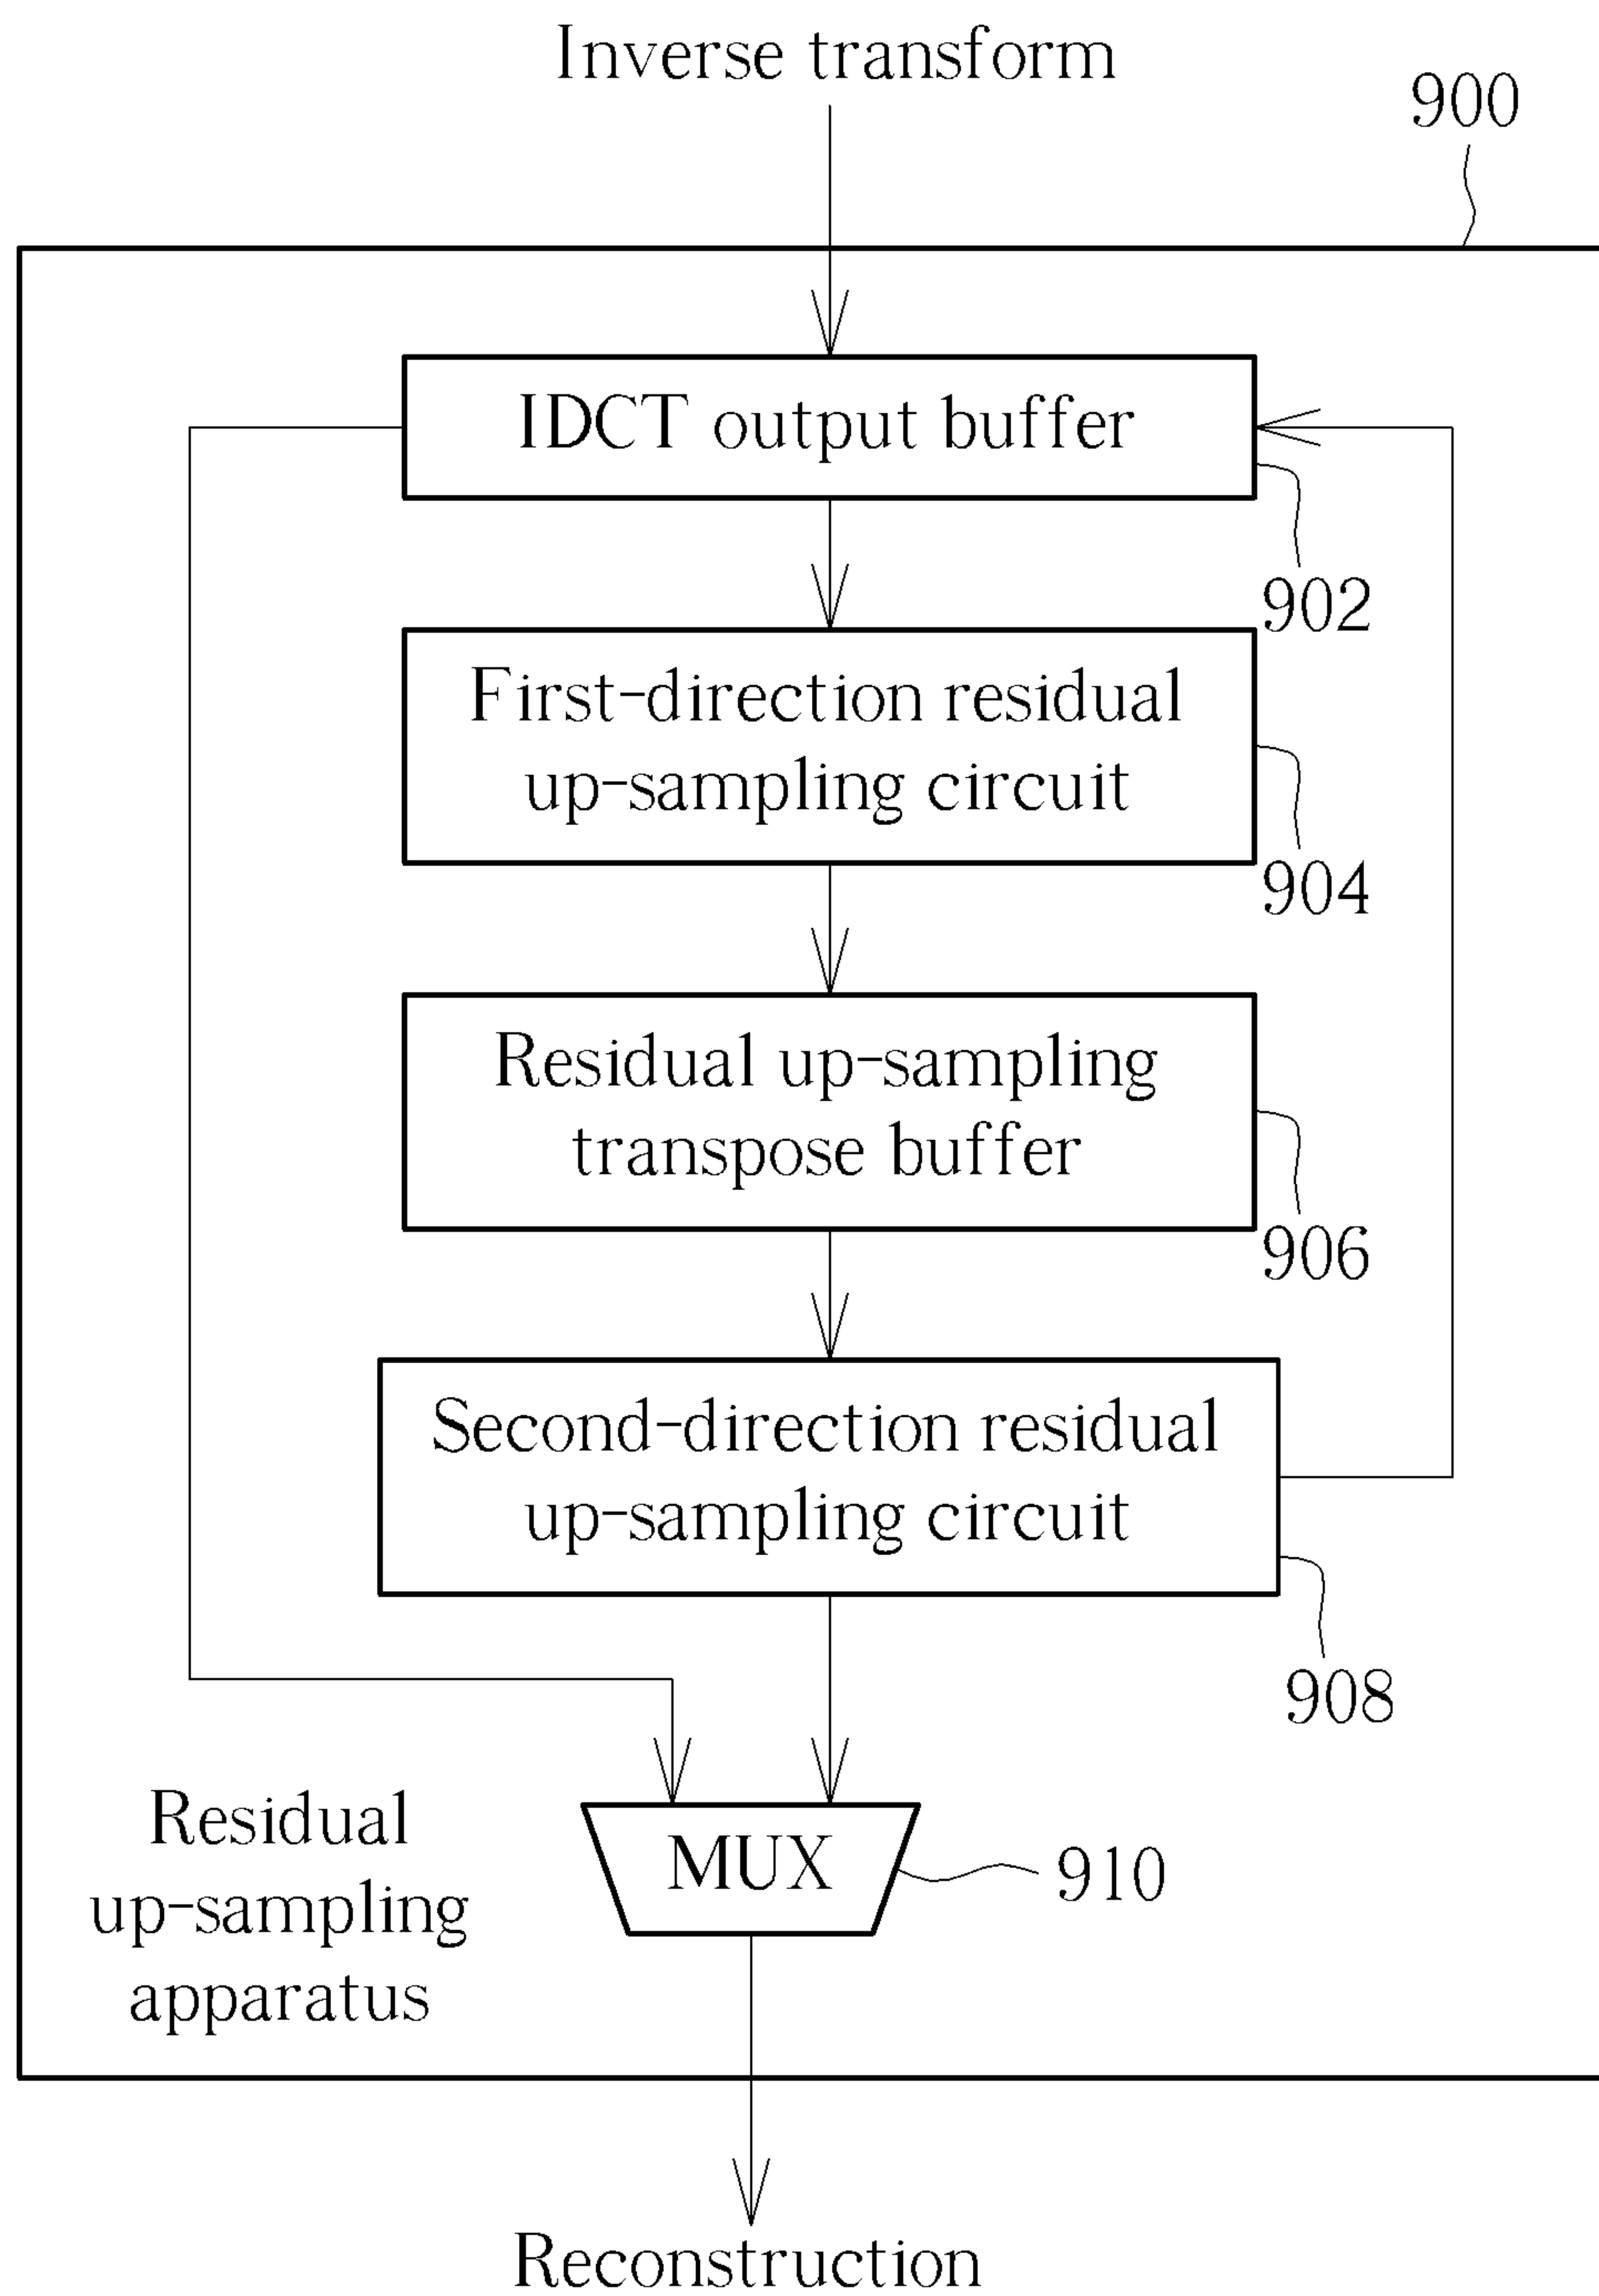 Inverse transform
900
IDCT output buffer
902
First-direction residual
up-sampling circuit
904
Residual up-sampling
transpose buffer
906
Second-direction residual
up-sampling circuit
908
MUX
910
Residual
up-sampling
apparatus
Reconstruction